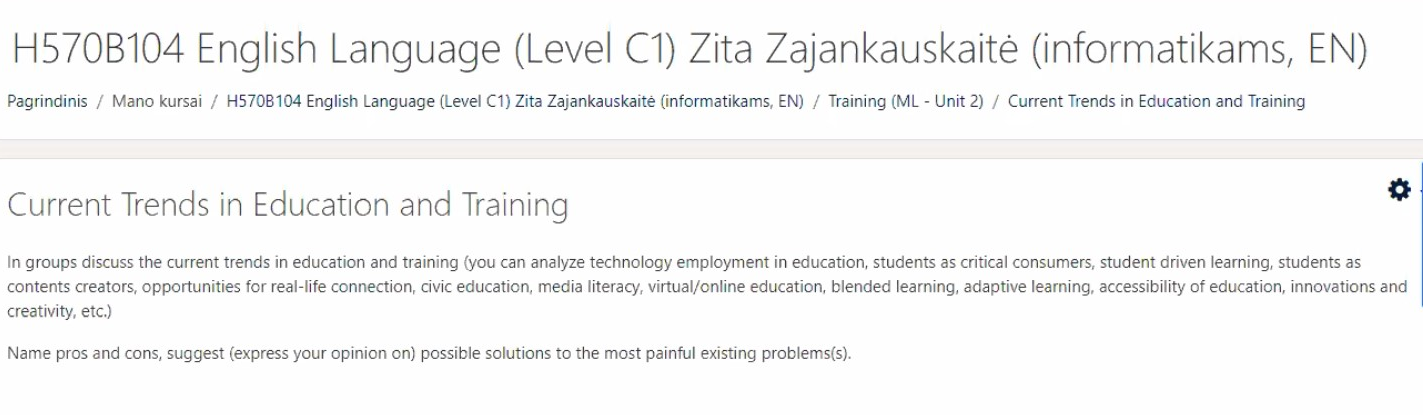 H570B104 English Language (Level C1) Zita Zajankauskaitė (informatikams, EN)
Pagrindinis / Mano kursai / H570B104 English Language (Level C1) Zita Zajankauskaitė (informatikams, EN) / Training (ML - Unit 2) / Current Trends in Education and Training
Current Trends in Education and Training
In groups discuss the current trends in education and training (you can analyze technology employment in education, students as critical consumers, student driven learning, students as
contents creators, opportunities for real-life connection, civic education, media literacy, virtual/online education, blended learning, adaptive learning, accessibility of education, innovations and
creativity, etc.)
Name pros and cons, suggest (express your opinion on) possible solutions to the most painful existing problems(s).